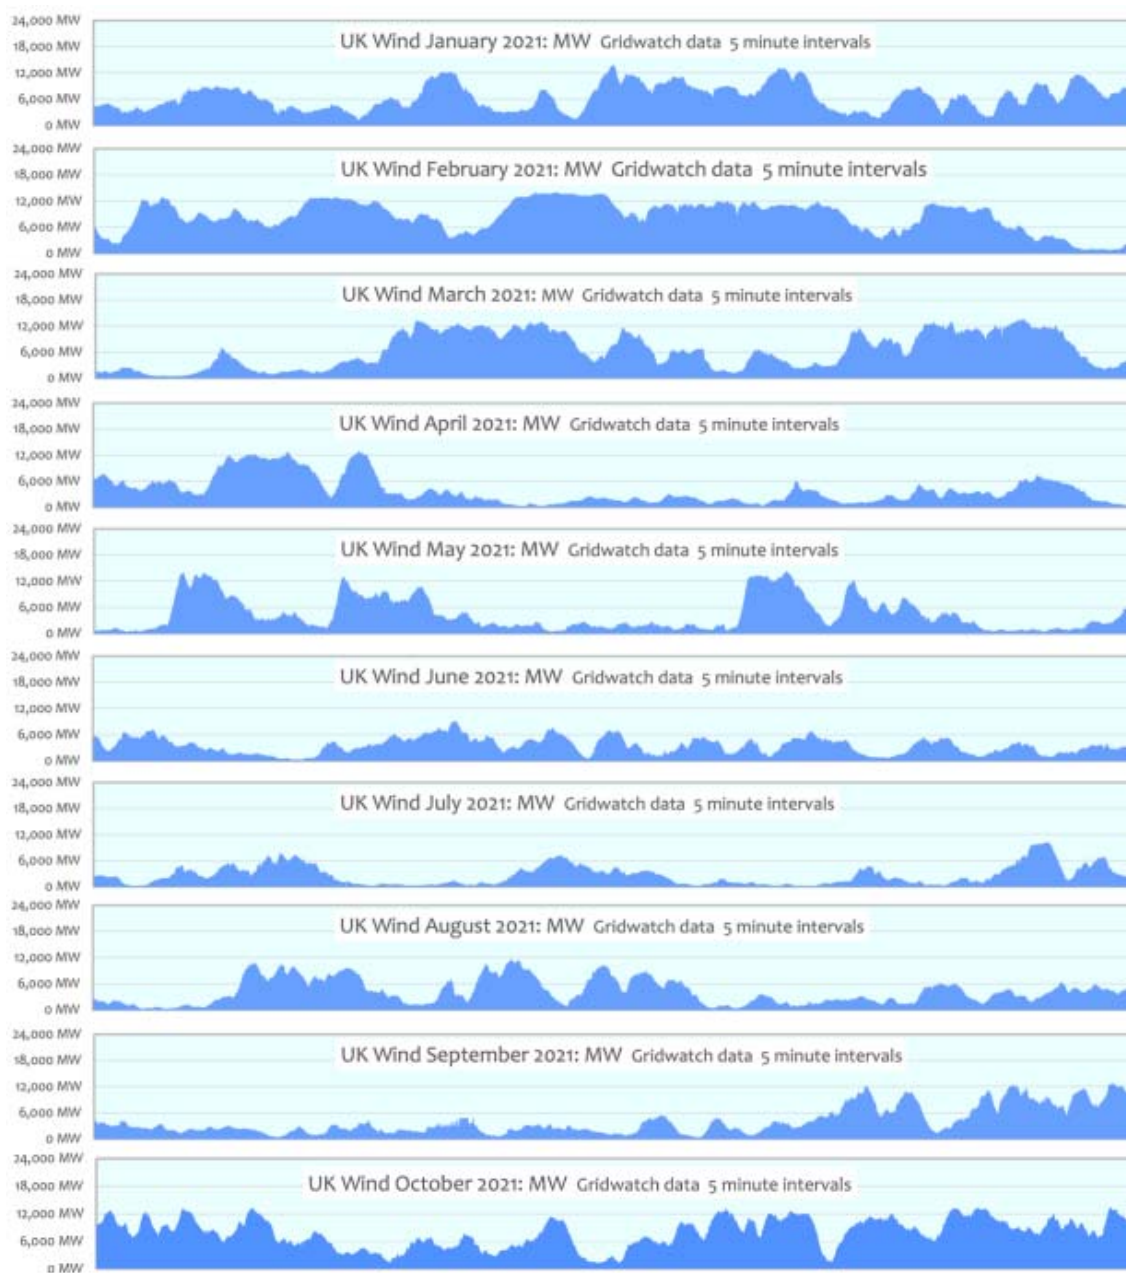 24,000 MW
UK Wind January 2021: MW Gridwatch data 5 minute intervals
18,000 MW
12,000 MW
6,000 MW
0 MW
24,000 MW
UK Wind February 2021: MW Gridwatch data 5 minute intervals
18,000 MW
12,000 MW
6,000 MW
0 MW
24,000 MW
UK Wind March 2021: MW Gridwatch data 5 minute intervals
18,000 MW
12,000 MW
6,000 MW
0 MW
24,000 MW
UK Wind April 2021: MW Gridwatch data 5 minute intervals
18,000 MW
12,000 MW
6,000 MW
0 MW
24,000 MW
UK Wind May 2021: MW Gridwatch data 5 minute intervals
18,000 MW
12,000 MW
6,000 MW
0 MW
24,000 MW
UK Wind June 2021: MW Gridwatch data 5 minute intervals
18,000 MW
12,000 MW
6,000 MW
0 MW
24,000 MW
UK Wind July 2021: MW Gridwatch data 5 minute intervals
18,000 MW
12,000 MW
6,000 MW
0 MW
24,000 MW
UK Wind August 2021: MW Gridwatch data 5 minute intervals
18,000 MW
12,000 MW
6,000 MW
0 MW
24,000 MW
UK Wind September 2021: MW Gridwatch data 5 minute intervals
18,000 MW
12,000 MW
6,000 MW
0 MW
24,000 MW
UK Wind October 2021: MW Gridwatch data 5 minute intervals
18,000 MW
12,000 MW
6,000 MW
0 MW